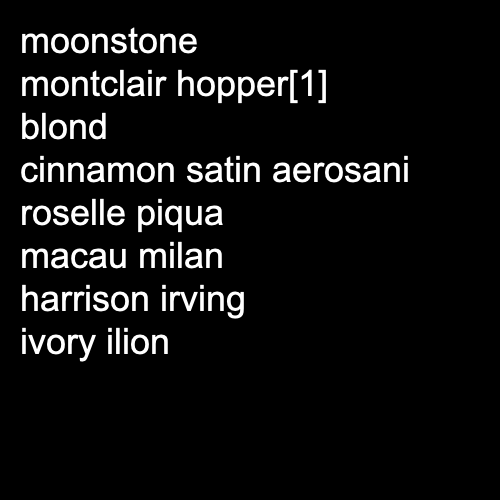 moonstone
montclair hopper[1]
blond
cinnamon satin aerosani
roselle piqua
macau milan
harrison irving
ivory ilion